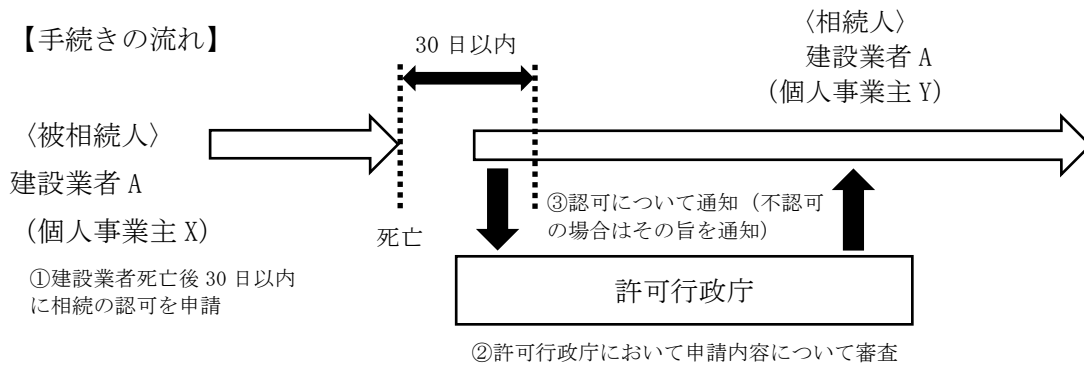 【手続きの流れ】
30 日以内
〈相続人〉
建設業者 A
（個人事業主 Y）
〈被相続人〉
建設業者 A
（個人事業主 X）
死亡
③認可について通知（不認可
の場合はその旨を通知）
①建設業者死亡後 30 日以内
に相続の認可を申請
許可行政庁
②許可行政庁において申請内容について審査